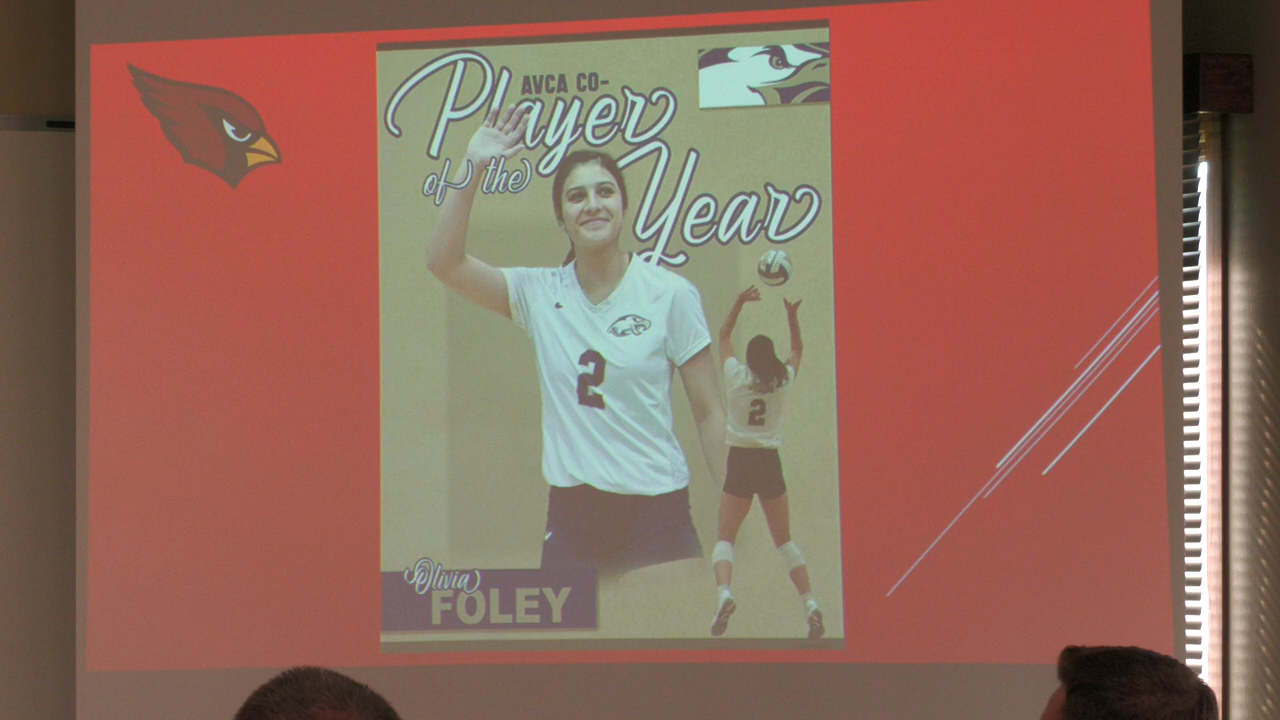 AVCA CO-
Player
of the
Year
2
2
Olivia
FOLEY